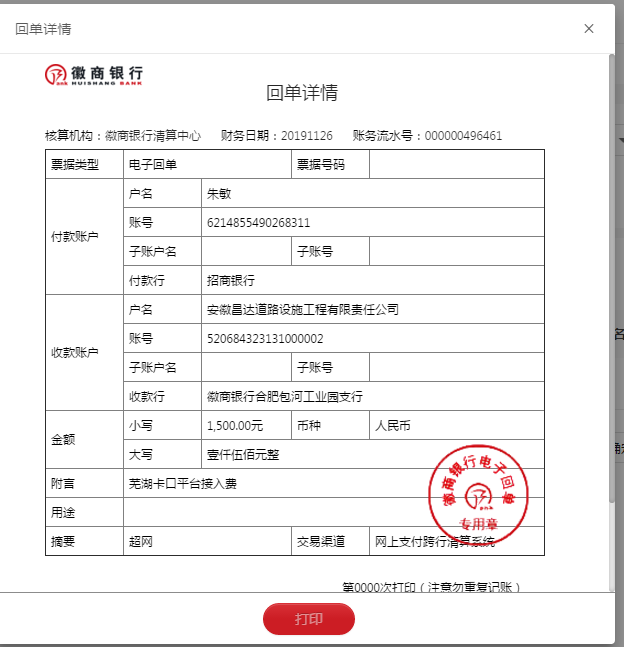 回单详情
×
徽商银行
HUISHANG BANK
回单详情
核算机构：徽商银行清算中心 财务日期：20191126 账务流水号：000000496461
票据类型 电子回单 票据号码
付款账户
户名 朱敏
账号 6214855490268311
子账户名 子账号
付款行 招商银行
收款账户
户名 安徽昌达道路设施工程有限责任公司
账号 520684323131000002
子账户名 子账号
收款行 徽商银行合肥包河工业园支行
金额
小写 1,500.00元 币种 人民币
大写 壹仟伍佰元整
附言 芜湖卡口平台接入费
用途
摘要 超网 交易渠道 网上支付跨行清算系统
徽商银行电子回单
专用章
第0000次打印（注意勿重复记账）
打印
名